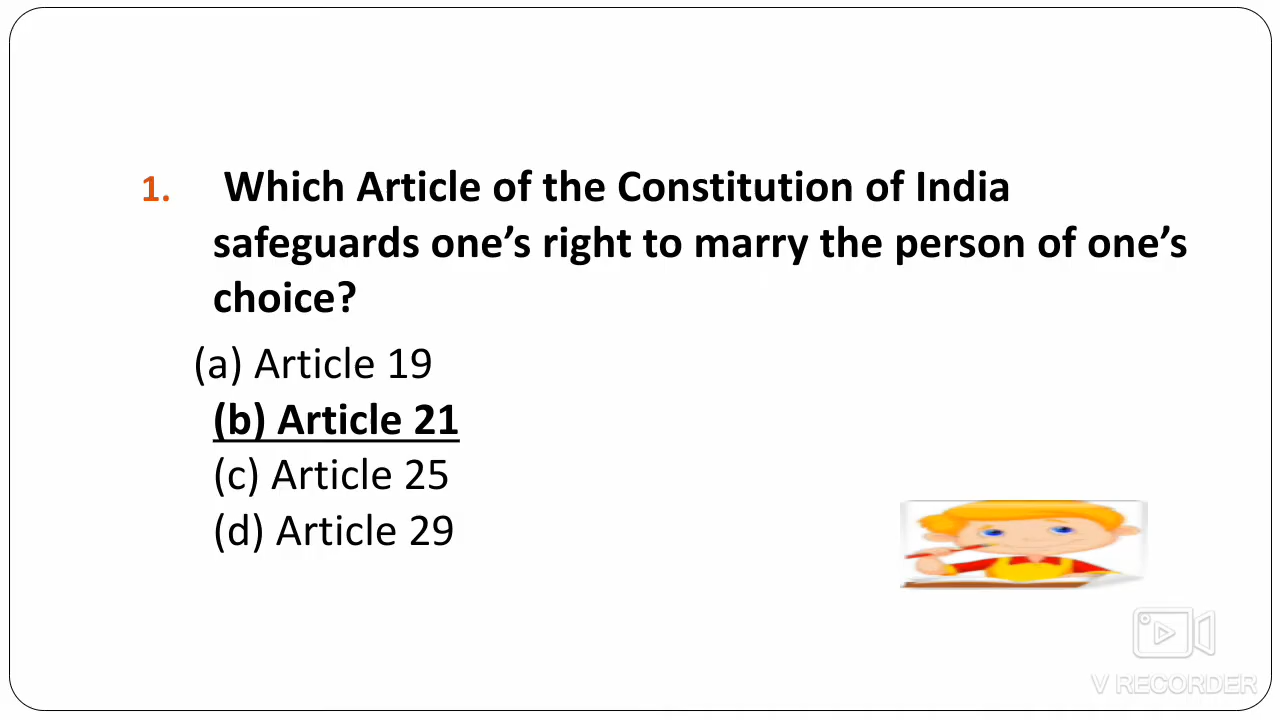 1. Which Article of the Constitution of India
safeguards one’s right to marry the person of one’s
choice?
(a) Article 19
(b) Article 21
(c) Article 25
(d) Article 29
V RECORDER